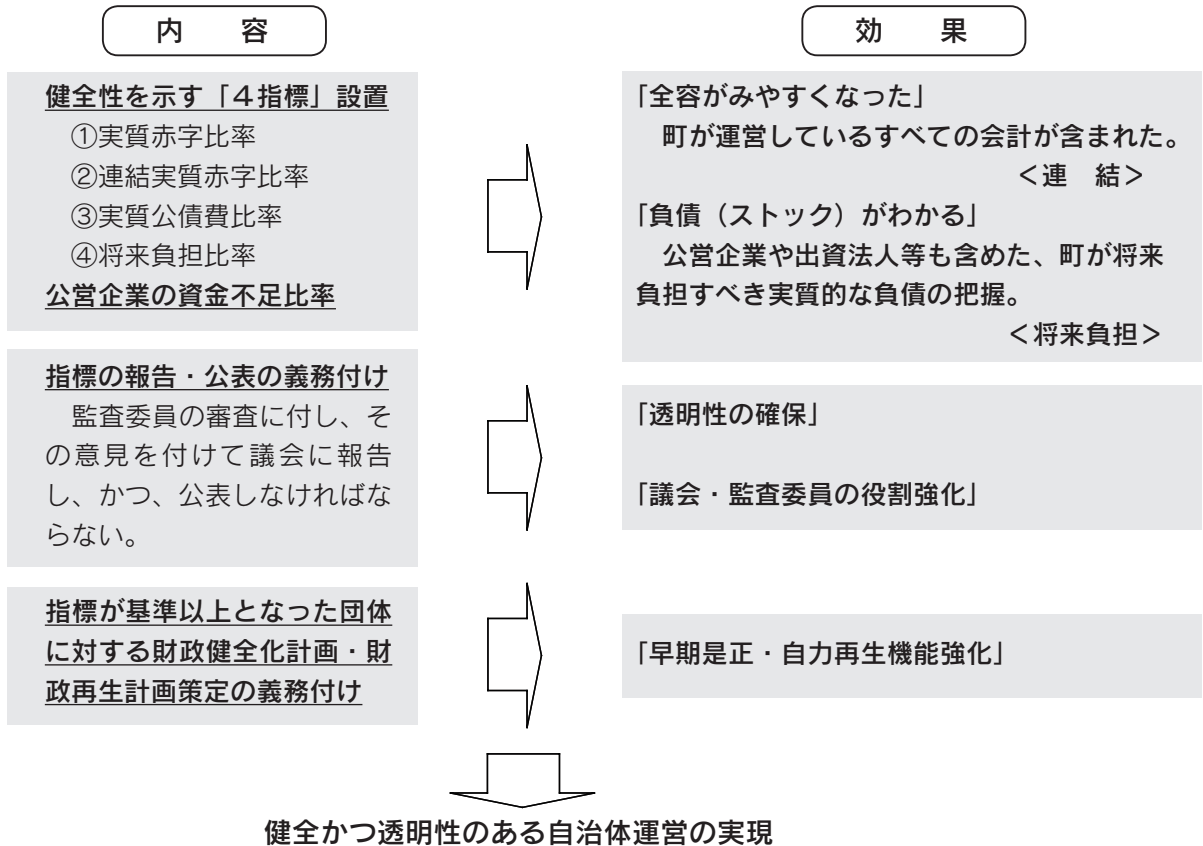 内　容
効　果
健全性を示す「４指標」設置
①実質赤字比率
②連結実質赤字比率
③実質公債費比率
④将来負担比率
公営企業の資金不足比率
「全容がみやすくなった」
町が運営しているすべての会計が含まれた。
＜連　結＞
「負債（ストック）がわかる」
公営企業や出資法人等も含めた、町が将来
負担すべき実質的な負債の把握。
＜将来負担＞
指標の報告・公表の義務付け
監査委員の審査に付し、そ
の意見を付けて議会に報告
し、かつ、公表しなければな
らない。
「透明性の確保」
「議会・監査委員の役割強化」
指標が基準以上となった団体
に対する財政健全化計画・財
政再生計画策定の義務付け
「早期是正・自力再生機能強化」
健全かつ透明性のある自治体運営の実現